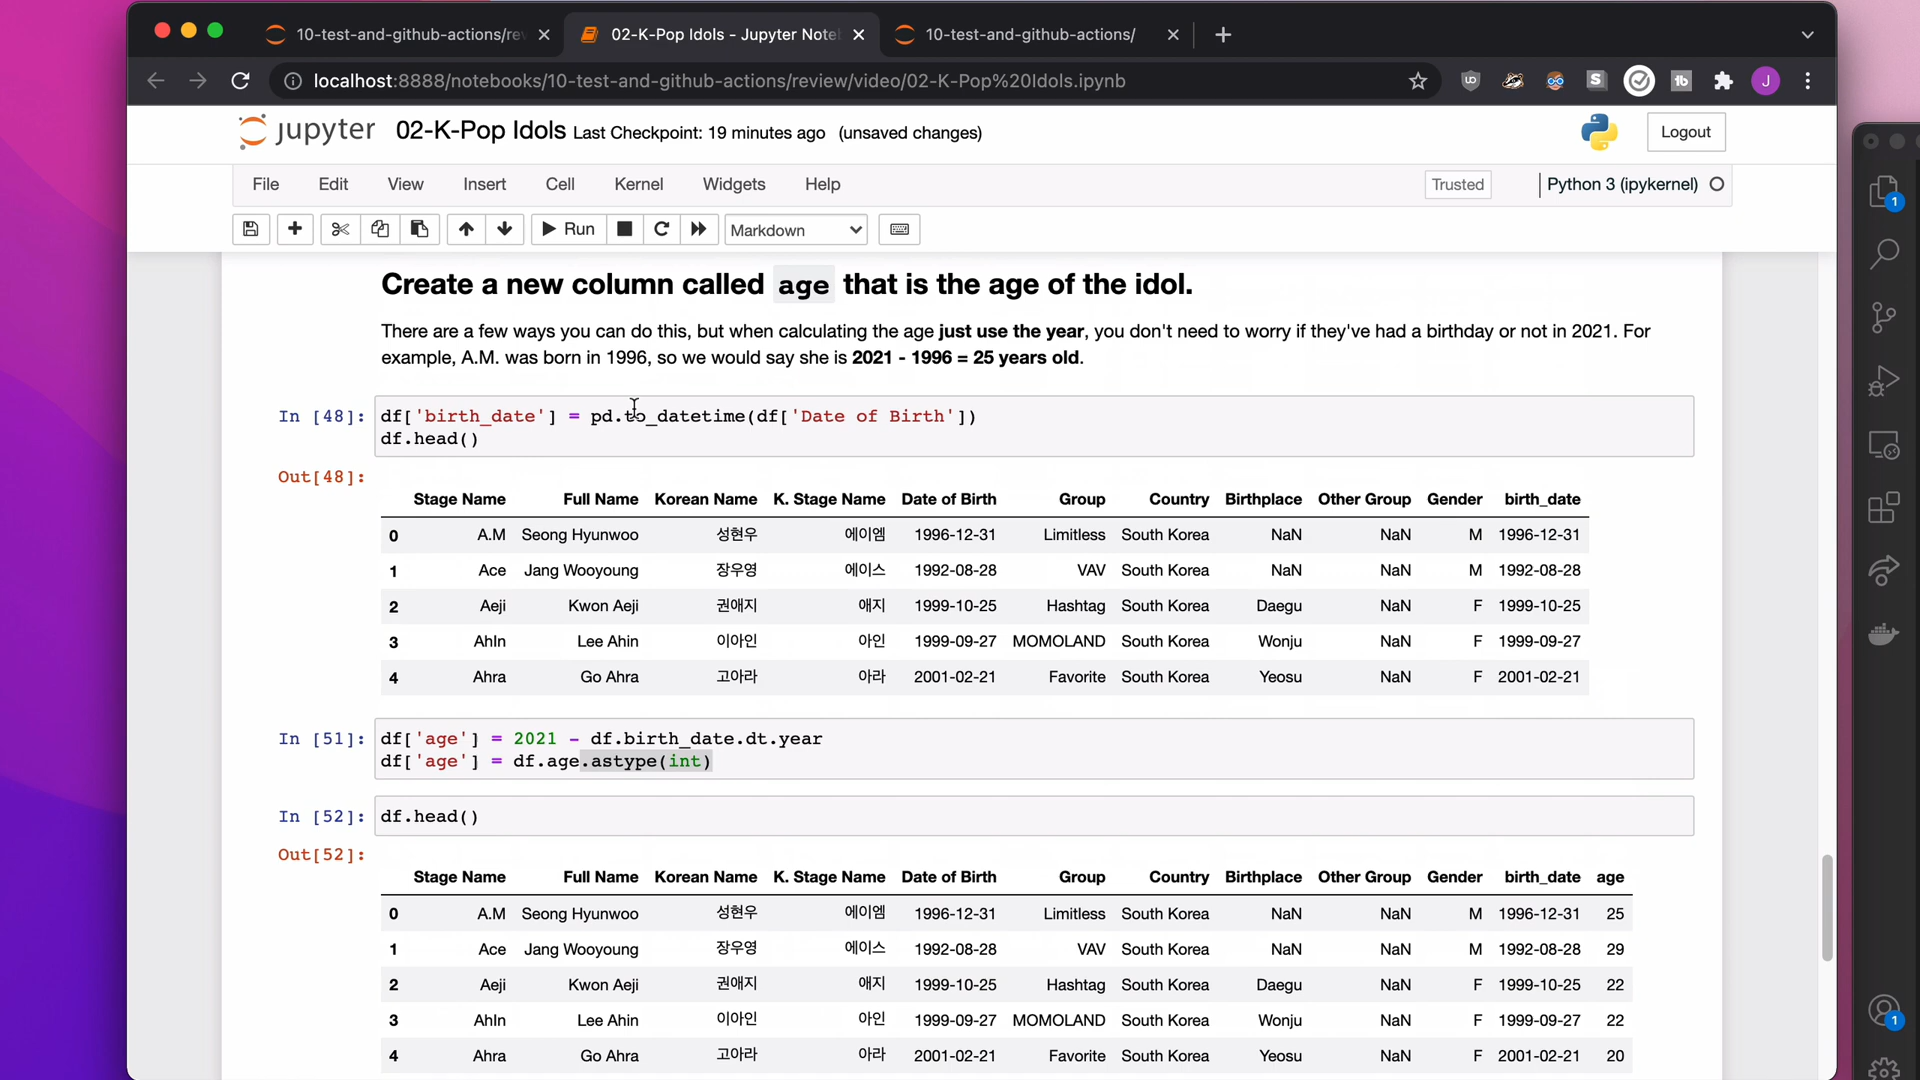 10-test-and-github-actions/re
02-K-Pop Idols - Jupyter Note
10-test-and-github-actions/
localhost:8888/notebooks/10-test-and-github-actions/review/video/02-K-Pop%20Idols.ipynb
J
jupyter 02-K-Pop Idols Last Checkpoint: 19 minutes ago (unsaved changes)
Logout
File Edit View Insert Cell Kernel Widgets Help
Trusted
Python 3 (ipykernel)
Run
Markdown
1
Create a new column called age that is the age of the idol.
There are a few ways you can do this, but when calculating the age just use the year, you don't need to worry if they've had a birthday or not in 2021. For
example, A.M. was born in 1996, so we would say she is 2021 - 1996 = 25 years old.
In [48]: df['birth_date'] = pd.to_datetime(df['Date of Birth'])
df.head()
Out[48]:
Stage Name Full Name Korean Name K. Stage Name Date of Birth Group Country Birthplace Other Group Gender birth_date
0 A.M Seong Hyunwoo 성현우 에이엠 1996-12-31 Limitless South Korea NaN NaN M 1996-12-31
1 Ace Jang Wooyoung 장우영 에이스 1992-08-28 VAV South Korea NaN NaN M 1992-08-28
2 Aeji Kwon Aeji 권애지 애지 1999-10-25 Hashtag South Korea Daegu NaN F 1999-10-25
3 AhIn Lee Ahin 이아인 아인 1999-09-27 MOMOLAND South Korea Wonju NaN F 1999-09-27
4 Ahra Go Ahra 고아라 아라 2001-02-21 Favorite South Korea Yeosu NaN F 2001-02-21
In [51]: df['age'] = 2021 - df.birth_date.dt.year
df['age'] = df.age.astype(int)
In [52]: df.head()
Out[52]:
Stage Name Full Name Korean Name K. Stage Name Date of Birth Group Country Birthplace Other Group Gender birth_date age
0 A.M Seong Hyunwoo 성현우 에이엠 1996-12-31 Limitless South Korea NaN NaN M 1996-12-31 25
1 Ace Jang Wooyoung 장우영 에이스 1992-08-28 VAV South Korea NaN NaN M 1992-08-28 29
2 Aeji Kwon Aeji 권애지 애지 1999-10-25 Hashtag South Korea Daegu NaN F 1999-10-25 22
3 AhIn Lee Ahin 이아인 아인 1999-09-27 MOMOLAND South Korea Wonju NaN F 1999-09-27 22
1
4 Ahra Go Ahra 고아라 아라 2001-02-21 Favorite South Korea Yeosu NaN F 2001-02-21 20